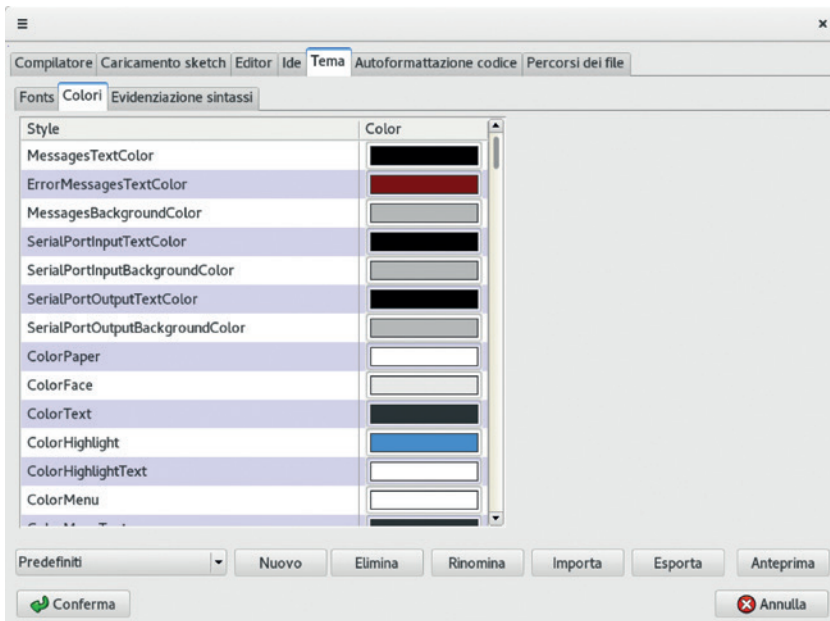 Compilatore Caricamento sketch Editor Ide Tema Autoformattazione codice Percorsi dei file
Fonts Colori Evidenziazione sintassi
Style Color
MessagesTextColor
ErrorMessagesTextColor
MessagesBackgroundColor
SerialPortInputTextColor
SerialPortInputBackgroundColor
SerialPortOutputTextColor
SerialPortOutputBackgroundColor
ColorPaper
ColorFace
ColorText
ColorHighlight
ColorHighlightText
ColorMenu
Predefiniti Nuovo Elimina Rinomina Importa Esporta Anteprima
Conferma Annulla